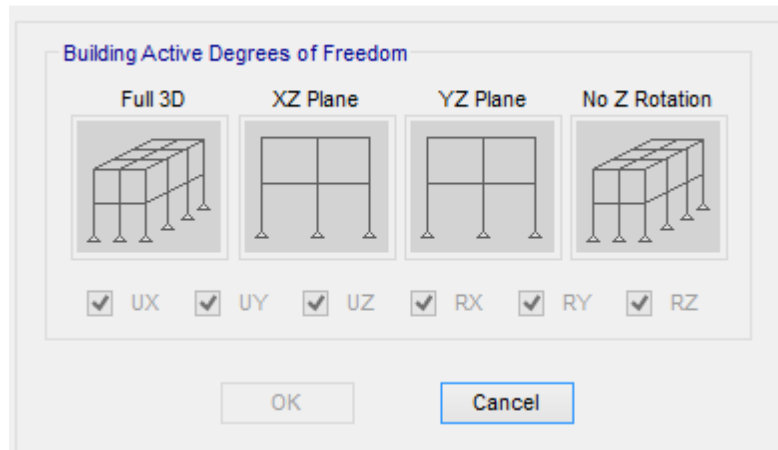 Building Active Degrees of Freedom
Full 3D XZ Plane YZ Plane No Z Rotation
UX UY UZ RX RY RZ
OK Cancel